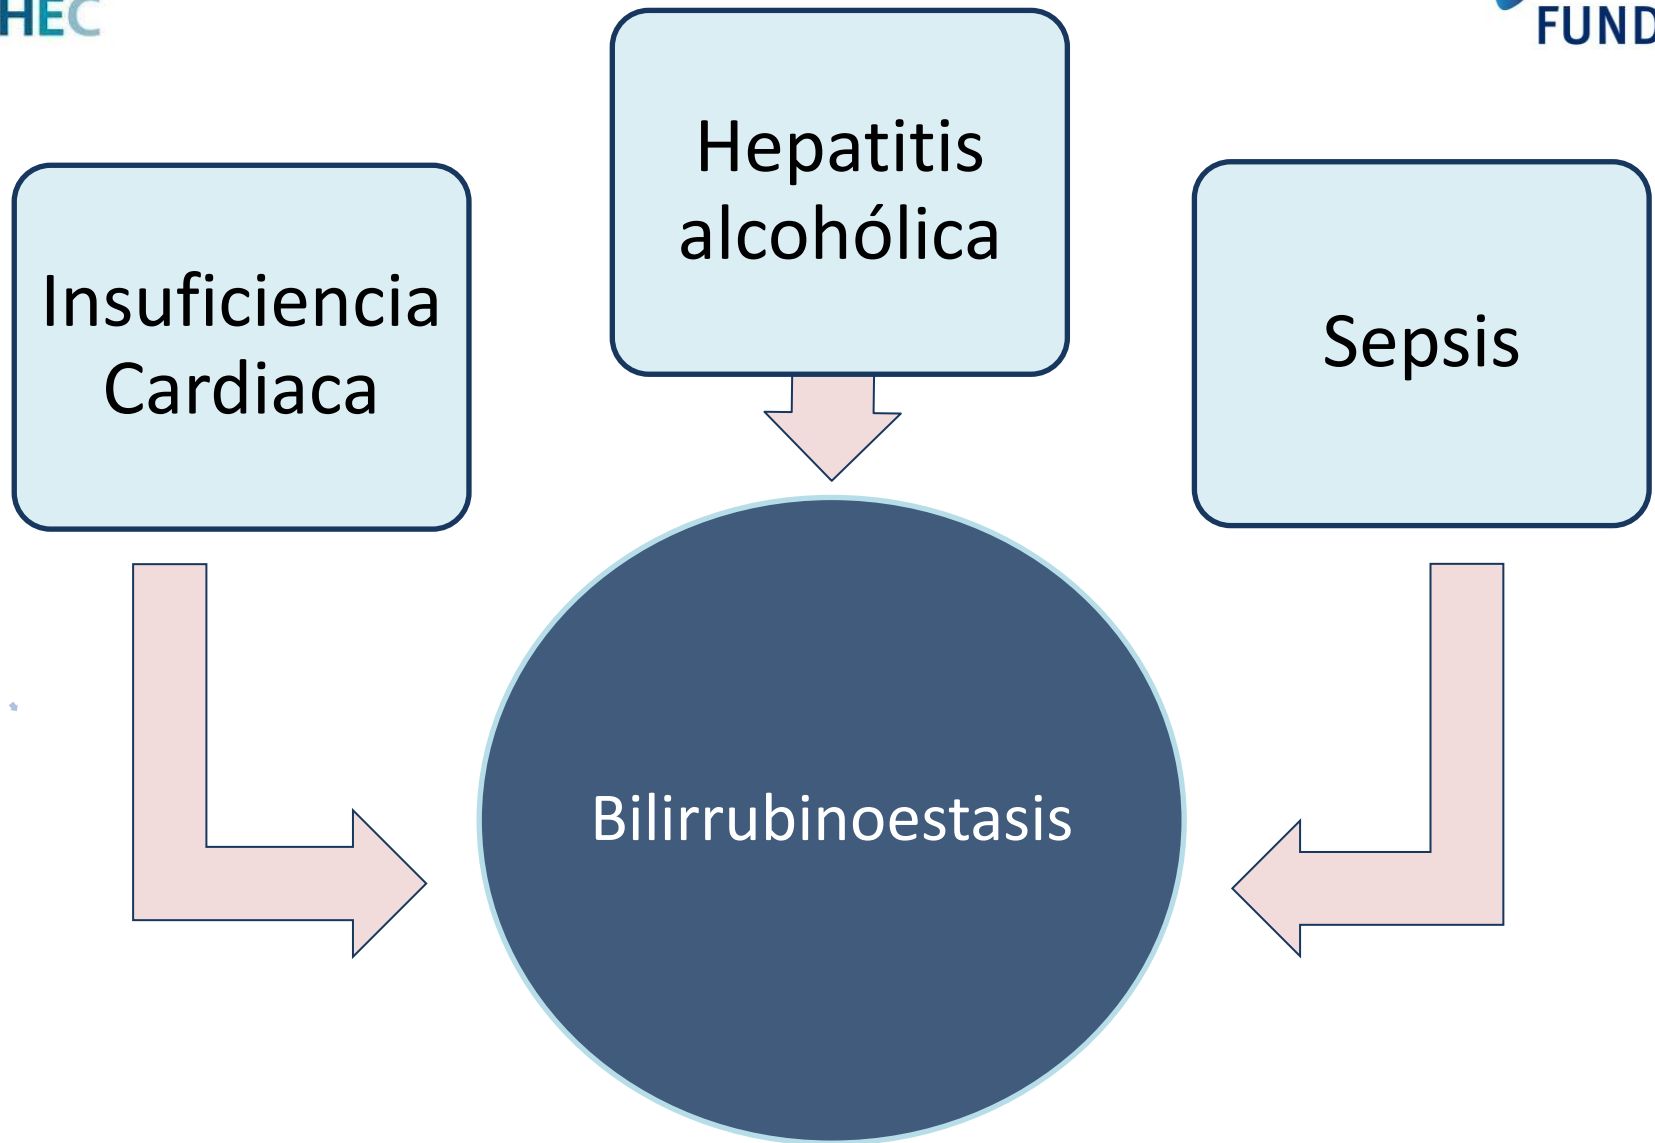 HEC
FUND
Hepatitis
alcohólica
Insuficiencia
Cardiaca
Sepsis
Bilirrubinoestasis